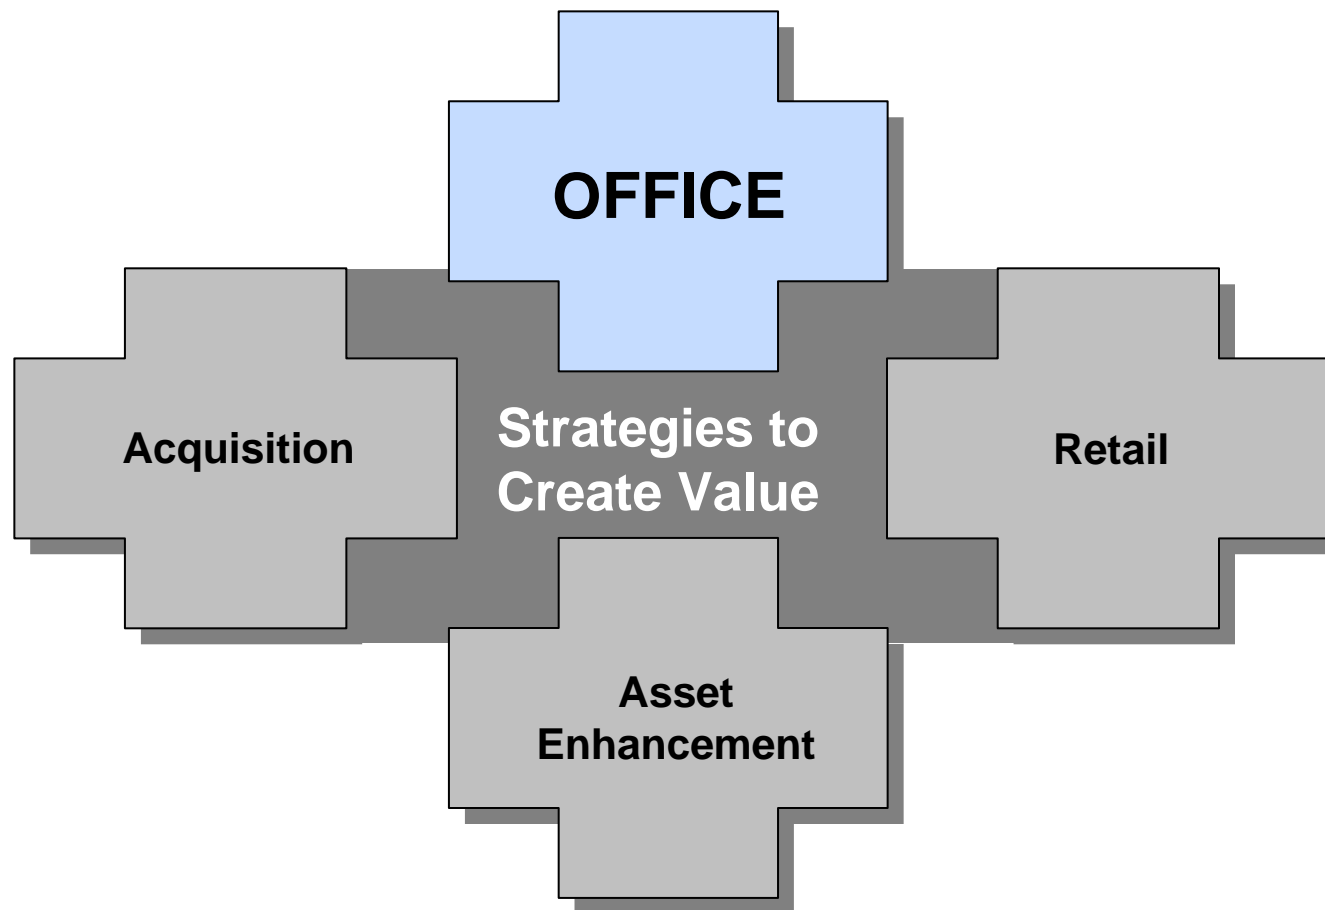 OFFICE
Acquisition
Strategies to
Create Value
Retail
Asset
Enhancement